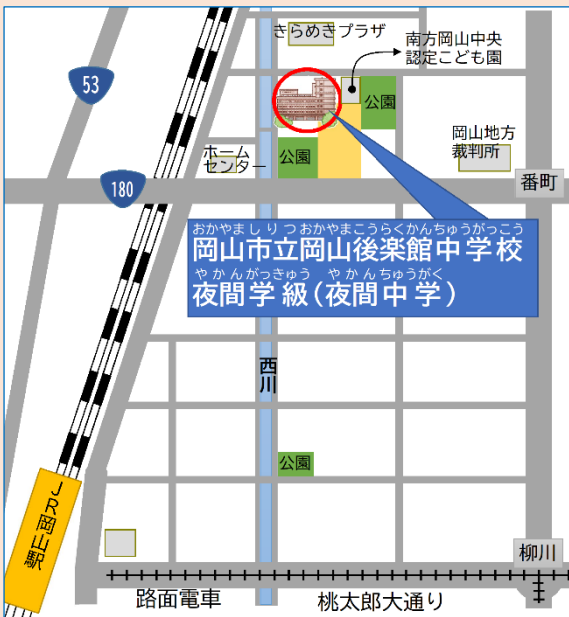 きらめきプラザ
南方岡山中央
認定こども園
53
公園
岡山地方
裁判所
ホーム
センター
公園
180
番町
おかやましりつおかやまこうらくかんちゅうがっこう
岡山市立岡山後楽館中学校
やかんがっきゅう やかんちゅうがく
夜間学級(夜間中学)
西川
公園
JR岡山駅
柳川
路面電車
桃太郎大通り